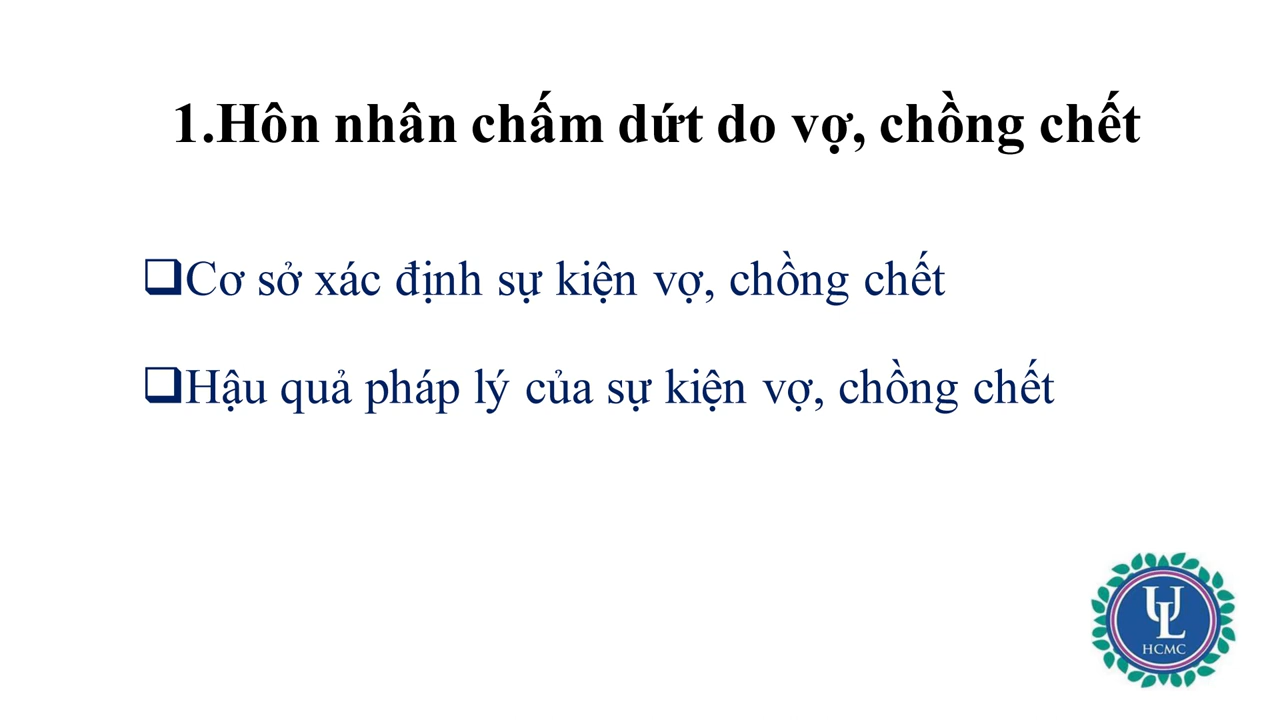 1.Hôn nhân chấm dứt do vợ, chồng chết
Cơ sở xác định sự kiện vợ, chồng chết
Hậu quả pháp lý của sự kiện vợ, chồng chết
UL
HCMC